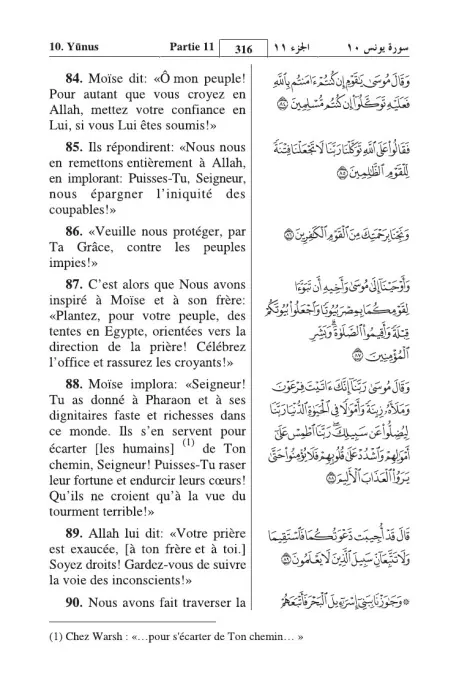 10. Yūnus
Partie 11
316
الجزء ١١
سورة يونس ١٠
84. Moïse dit: «Ô mon peuple!
Pour autant que vous croyez en
Allah, mettez votre confiance en
Lui, si vous Lui êtes soumis!»
85. Ils répondirent: «Nous nous
en remettons entièrement à Allah,
en implorant: Puisses-Tu, Seigneur,
nous épargner l’iniquité des
coupables!»
86. «Veuille nous protéger, par
Ta Grâce, contre les peuples
impies!»
87. C’est alors que Nous avons
inspiré à Moïse et à son frère:
«Plantez, pour votre peuple, des
tentes en Egypte, orientées vers la
direction de la prière! Célébrez
l’office et rassurez les croyants!»
88. Moïse implora: «Seigneur!
Tu as donné à Pharaon et à ses
dignitaires faste et richesses dans
ce monde. Ils s’en servent pour
écarter [les humains] (1) de Ton
chemin, Seigneur! Puisses-Tu raser
leur fortune et endurcir leurs cœurs!
Qu’ils ne croient qu’à la vue du
tourment terrible!»
89. Allah lui dit: «Votre prière
est exaucée, [à ton frère et à toi.]
Soyez droits! Gardez-vous de suivre
la voie des inconscients!»
90. Nous avons fait traverser la
وَقَالَ مُوسَىٰ يَٰقَوْمِ إِن كُنتُمْ ءَامَنتُم بِٱللَّهِ
فَعَلَيْهِ تَوَكَّلُوٓا۟ إِن كُنتُم مُّسْلِمِينَ ٨٤
فَقَالُوا۟ عَلَى ٱللَّهِ تَوَكَّلْنَا رَبَّنَا لَا تَجْعَلْنَا فِتْنَةً
لِّلْقَوْمِ ٱلظَّٰلِمِينَ ٨٥
وَنَجِّنَا بِرَحْمَتِكَ مِنَ ٱلْقَوْمِ ٱلْكَٰفِرِينَ ٨٦
وَأَوْحَيْنَآ إِلَىٰ مُوسَىٰ وَأَخِيهِ أَن تَبَوَّءَا
لِقَوْمِكُمَا بِمِصْرَ بُيُوتًا وَٱجْعَلُوا۟ بُيُوتَكُمْ
قِبْلَةً وَأَقِيمُوا۟ ٱلصَّلَوٰةَ ۗ وَبَشِّرِ
ٱلْمُؤْمِنِينَ ٨٧
وَقَالَ مُوسَىٰ رَبَّنَآ إِنَّكَ ءَاتَيْتَ فِرْعَوْنَ
وَمَلَأَهُۥ زِينَةً وَأَمْوَٰلًا فِى ٱلْحَيَوٰةِ ٱلدُّنْيَا رَبَّنَا
لِيُضِلُّوا۟ عَن سَبِيلِكَ ۖ رَبَّنَا ٱطْمِسْ عَلَىٰٓ
أَمْوَٰلِهِمْ وَٱشْدُدْ عَلَىٰ قُلُوبِهِمْ فَلَا يُؤْمِنُوا۟ حَتَّىٰ
يَرَوُا۟ ٱلْعَذَابَ ٱلْأَلِيمَ ٨٨
قَالَ قَدْ أُجِيبَت دَّعْوَتُكُمَا فَٱسْتَقِيمَا
وَلَا تَتَّبِعَآنِّ سَبِيلَ ٱلَّذِينَ لَا يَعْلَمُونَ ٨٩
۞ وَجَٰوَزْنَا بِبَنِىٓ إِسْرَٰٓءِيلَ ٱلْبَحْرَ فَأَتْبَعَهُمْ
(1) Chez Warsh : «…pour s'écarter de Ton chemin… »